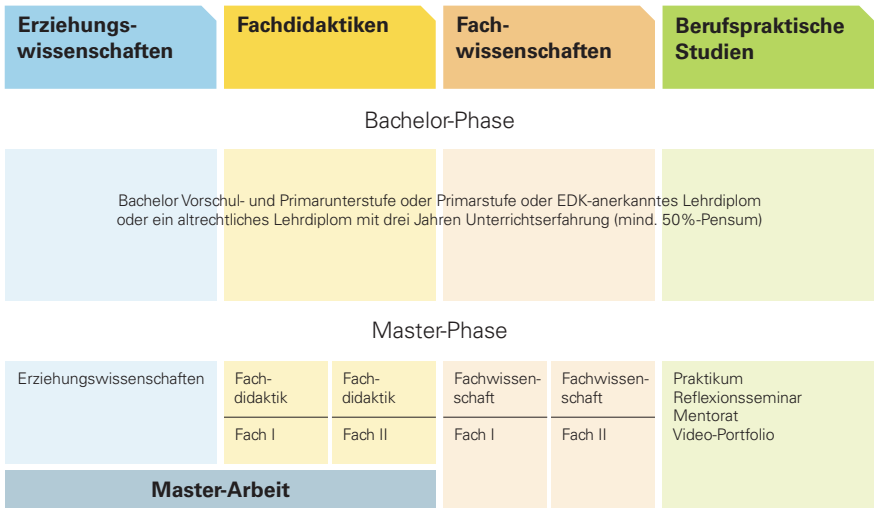 Erziehungs-
wissenschaften
Fachdidaktiken
Fach-
wissenschaften
Berufspraktische
Studien
Bachelor-Phase
Bachelor Vorschul- und Primarunterstufe oder Primarstufe oder EDK-anerkanntes Lehrdiplom
oder ein altrechtliches Lehrdiplom mit drei Jahren Unterrichtserfahrung (mind. 50%-Pensum)
Master-Phase
Erziehungswissenschaften
Fach-
didaktik
Fach I
Fach-
didaktik
Fach II
Fachwissen-
schaft
Fach I
Fachwissen-
schaft
Fach II
Praktikum
Reflexionsseminar
Mentorat
Video-Portfolio
Master-Arbeit